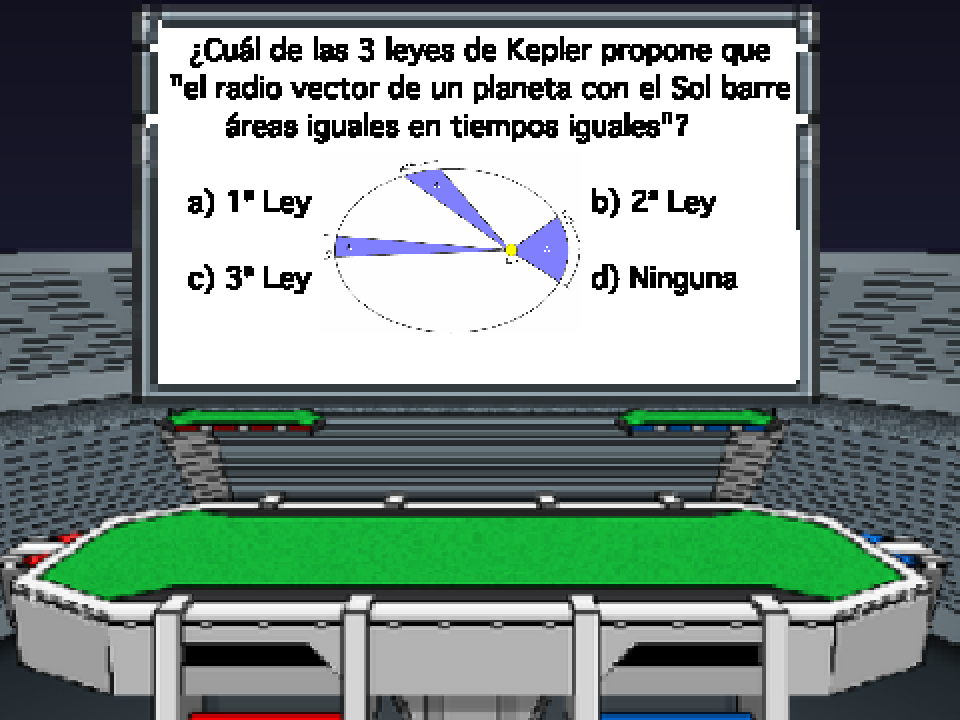 ¿Cuál de las 3 leyes de Kepler propone que
"el radio vector de un planeta con el Sol barre
áreas iguales en tiempos iguales"?
a) 1ª Ley
b) 2ª Ley
c) 3ª Ley
d) Ninguna